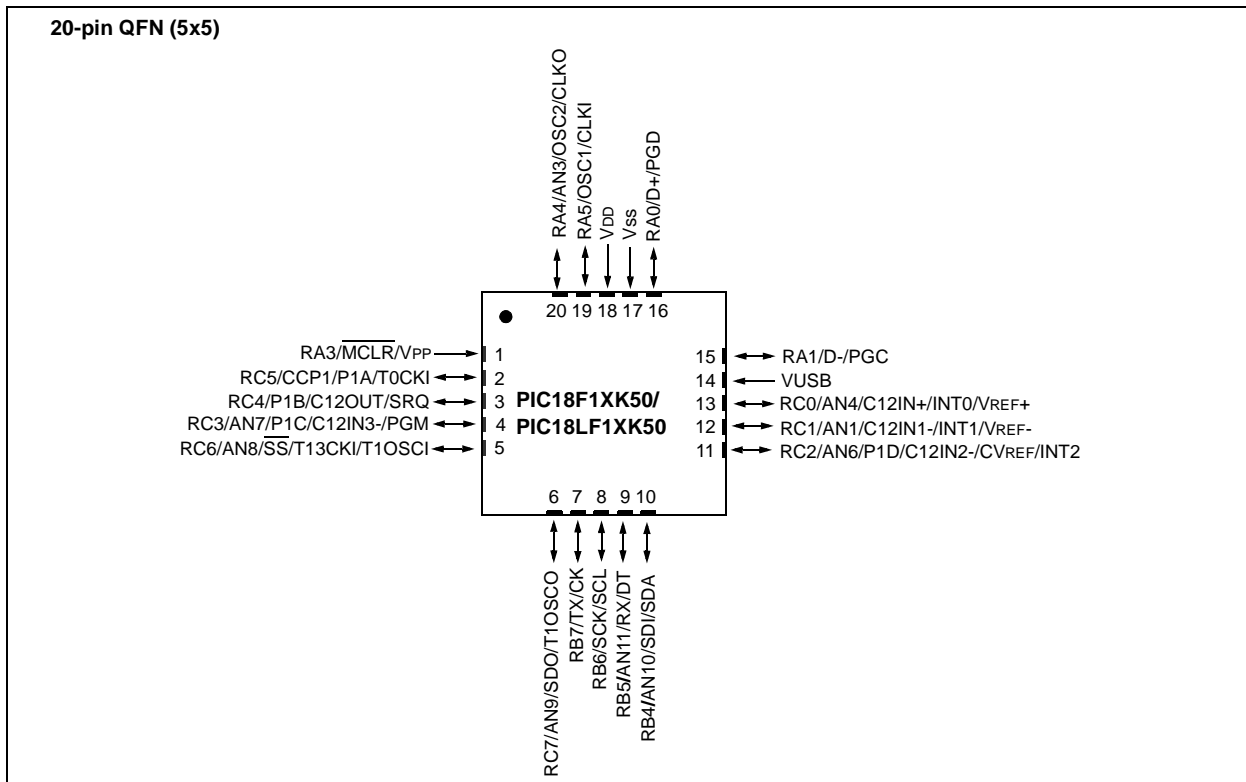 20-pin QFN (5x5)
RA4/AN3/OSC2/CLKO
RA5/OSC1/CLKI
VDD
Vss
RA0/D+/PGD
20 19 18 17 16
RA3/MCLR/VPP 1
RC5/CCP1/P1A/T0CKI 2
RC4/P1B/C12OUT/SRQ 3
RC3/AN7/P1C/C12IN3-/PGM 4
RC6/AN8/SS/T13CKI/T1OSCI 5
PIC18F1XK50/
PIC18LF1XK50
15 RA1/D-/PGC
14 VUSB
13 RC0/AN4/C12IN+/INT0/VREF+
12 RC1/AN1/C12IN1-/INT1/VREF-
11 RC2/AN6/P1D/C12IN2-/CVREF/INT2
6 7 8 9 10
RC7/AN9/SDO/T1OSCO
RB7/TX/CK
RB6/SCK/SCL
RB5/AN11/RX/DT
RB4/AN10/SDI/SDA